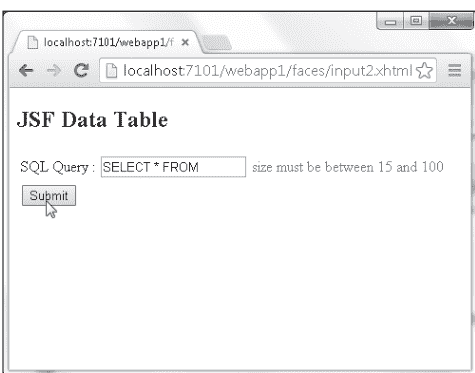 localhost:7101/webapp1/f
localhost:7101/webapp1/faces/input2.xhtml
JSF Data Table
SQL Query : SELECT * FROM size must be between 15 and 100
Submit